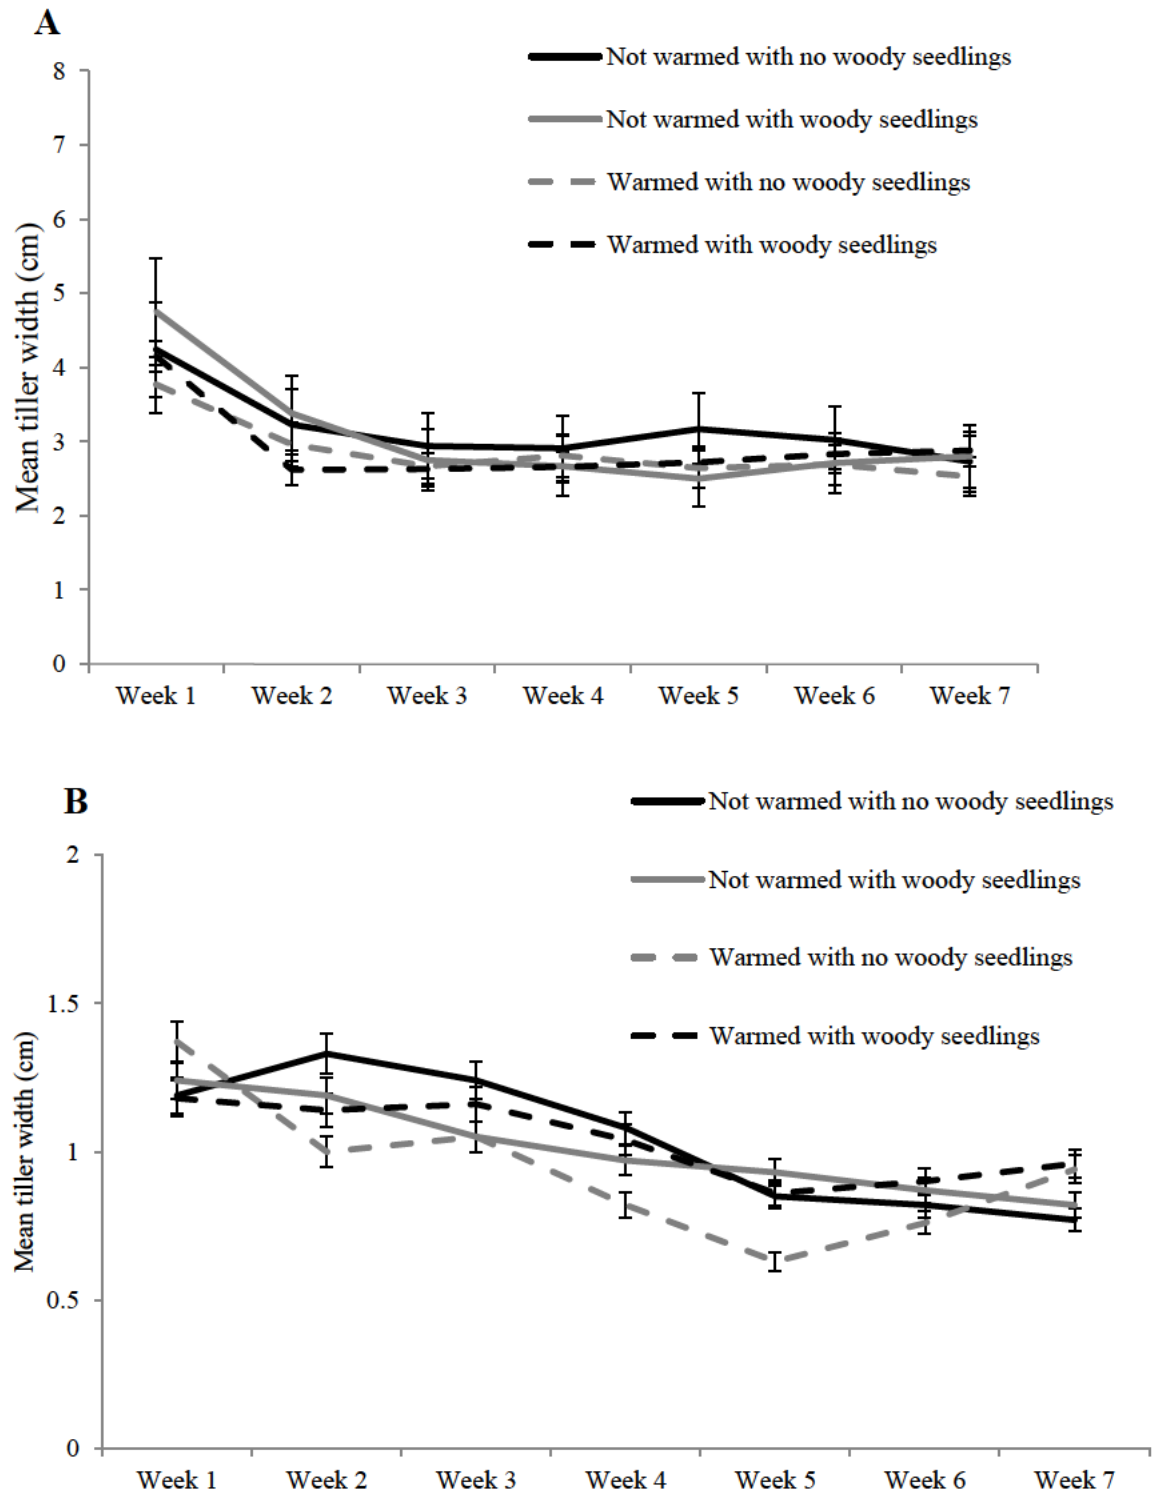 A
Not warmed with no woody seedlings
Not warmed with woody seedlings
Warmed with no woody seedlings
Warmed with woody seedlings
Mean tiller width (cm)
8
7
6
5
4
3
2
1
0
Week 1
Week 2
Week 3
Week 4
Week 5
Week 6
Week 7
B
Not warmed with no woody seedlings
Not warmed with woody seedlings
Warmed with no woody seedlings
Warmed with woody seedlings
Mean tiller width (cm)
2
1.5
1
0.5
0
Week 1
Week 2
Week 3
Week 4
Week 5
Week 6
Week 7